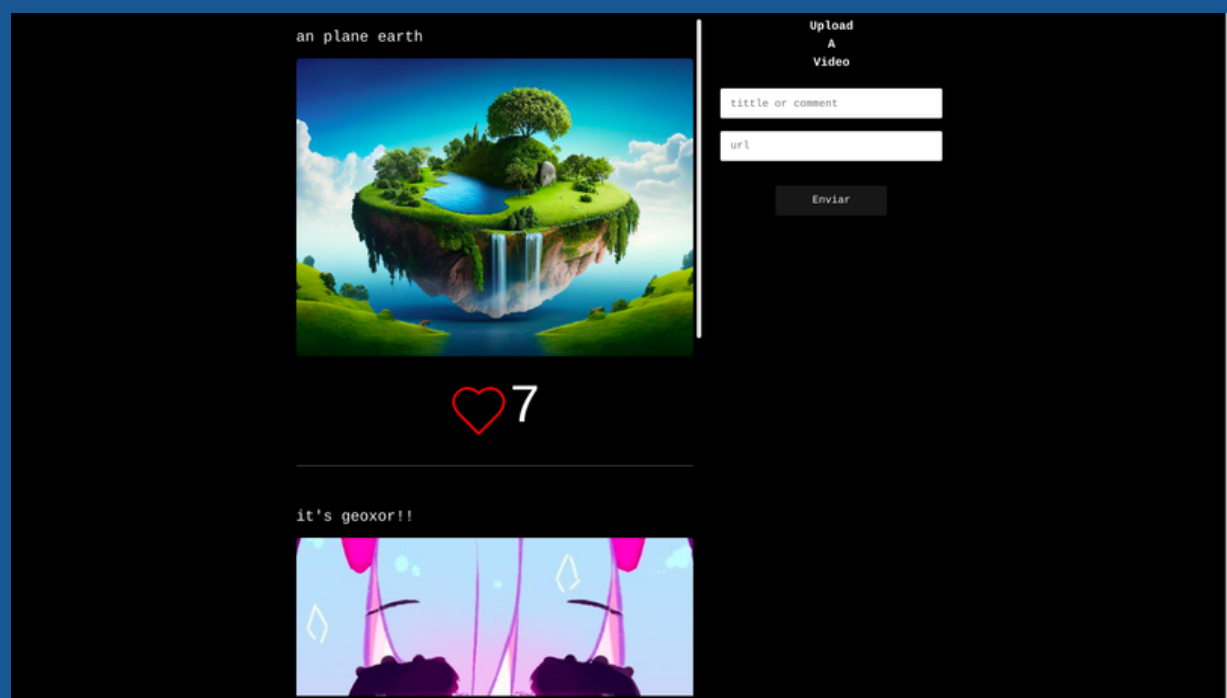 an plane earth
7
it's geoxor!!
Upload
A
Video
tittle or comment
url
Enviar